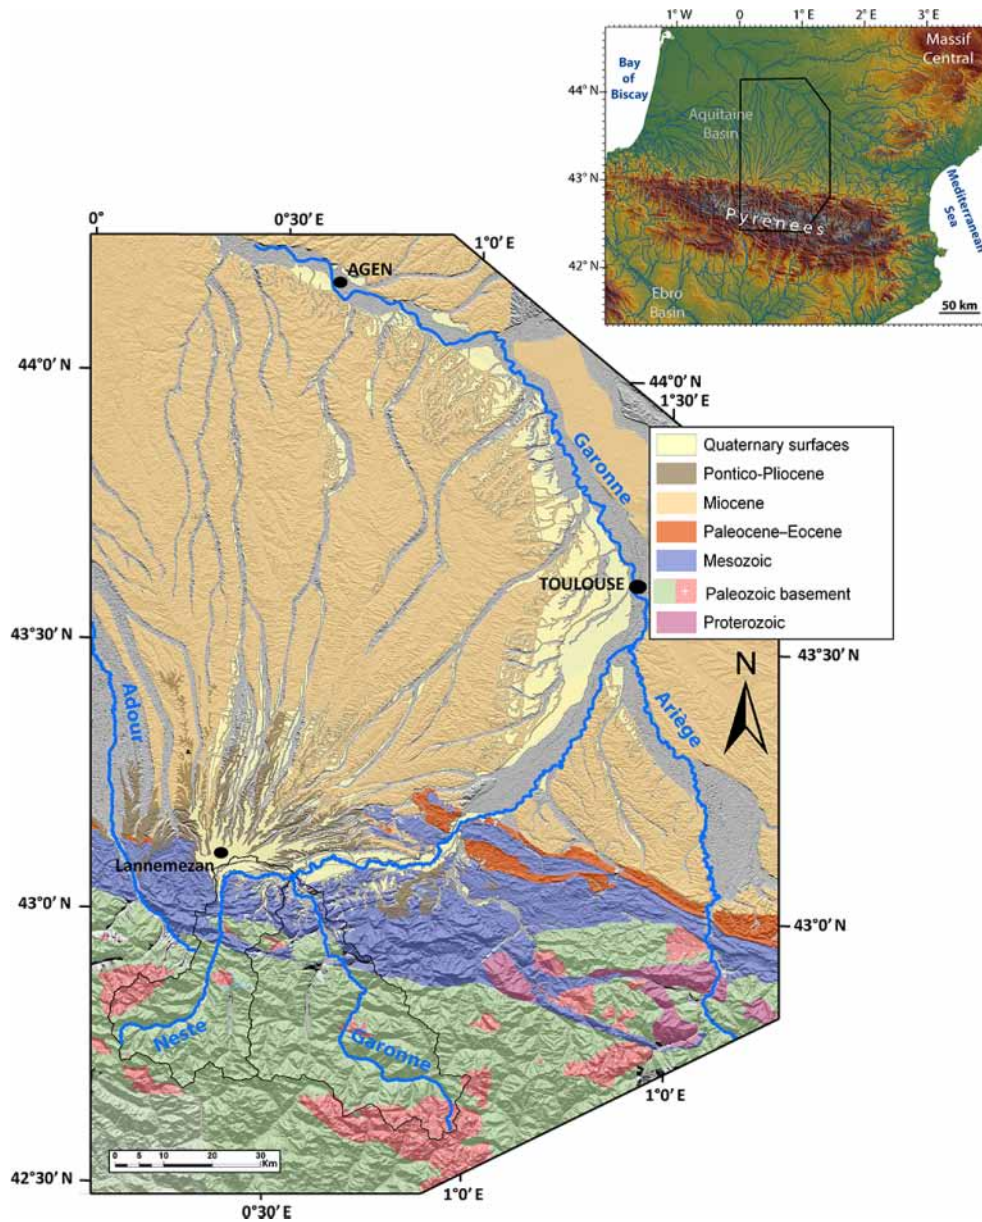 1° W
0
1° E
2° E
3° E
Massif
Central
Bay
of
Biscay
44° N
Aquitaine
Basin
43° N
Mediterranean
Sea
Pyrenees
42° N
Ebro
Basin
50 km
0°
0°30′ E
1°0′ E
AGEN
44°0′ N
44°0′ N
1°30′ E
Garonne
Quaternary surfaces
Pontico-Pliocene
Miocene
Paleocene–Eocene
Mesozoic
Paleozoic basement
Proterozoic
TOULOUSE
43°30′ N
43°30′ N
N
Adour
Ariège
Lannemezan
43°0′ N
43°0′ N
Neste
Garonne
1°0′ E
0 5 10 20 30
Km
42°30′ N
0°30′ E
1°0′ E